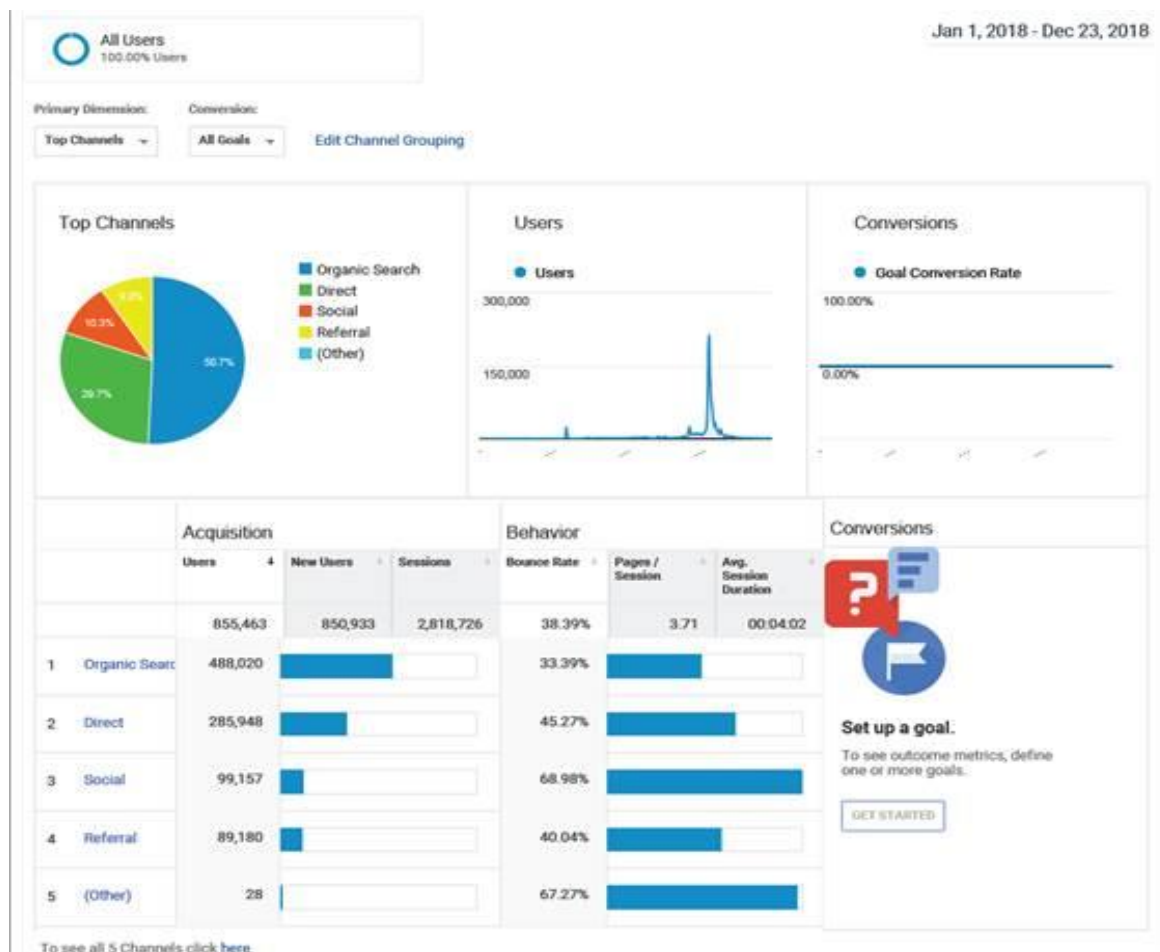 All Users
100.00% Users
Jan 1, 2018 - Dec 23, 2018
Primary Dimension:
Conversion:
Top Channels
All Goals
Edit Channel Grouping
Top Channels
Organic Search
Direct
Social
Referral
(Other)
50.7%
29.7%
10.3%
Users
Users
300,000
150,000
Conversions
Goal Conversion Rate
100.00%
0.00%
Acquisition
Behavior
Conversions
Users New Users Sessions Bounce Rate Pages / Session Avg. Session Duration
855,463 850,933 2,818,726 38.39% 3.71 00:04:02
1 Organic Searc 488,020 33.39%
2 Direct 285,948 45.27%
3 Social 99,157 68.98%
4 Referral 89,180 40.04%
5 (Other) 28 67.27%
?
Set up a goal.
To see outcome metrics, define
one or more goals.
GET STARTED
To see all 5 Channels click here.